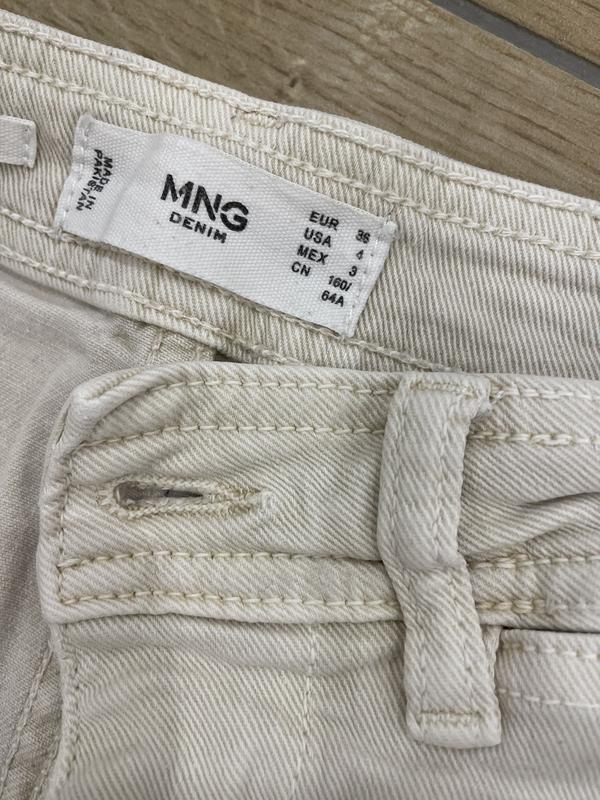 MADE IN
PAKISTAN
MNG
DENIM
EUR 36
USA 4
MEX 3
CN 160/
64A